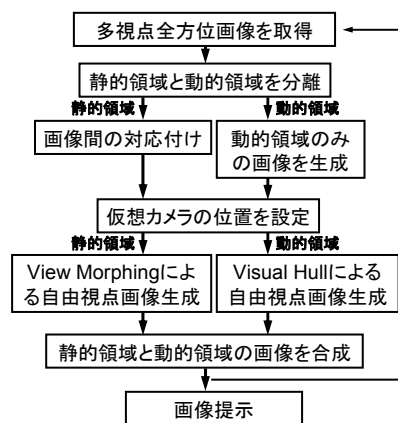 多視点全方位画像を取得
静的領域と動的領域を分離
静的領域
動的領域
画像間の対応付け
動的領域のみ
の画像を生成
仮想カメラの位置を設定
静的領域
動的領域
View Morphingによ
る自由視点画像生成
Visual Hullによる
自由視点画像生成
静的領域と動的領域の画像を合成
画像提示